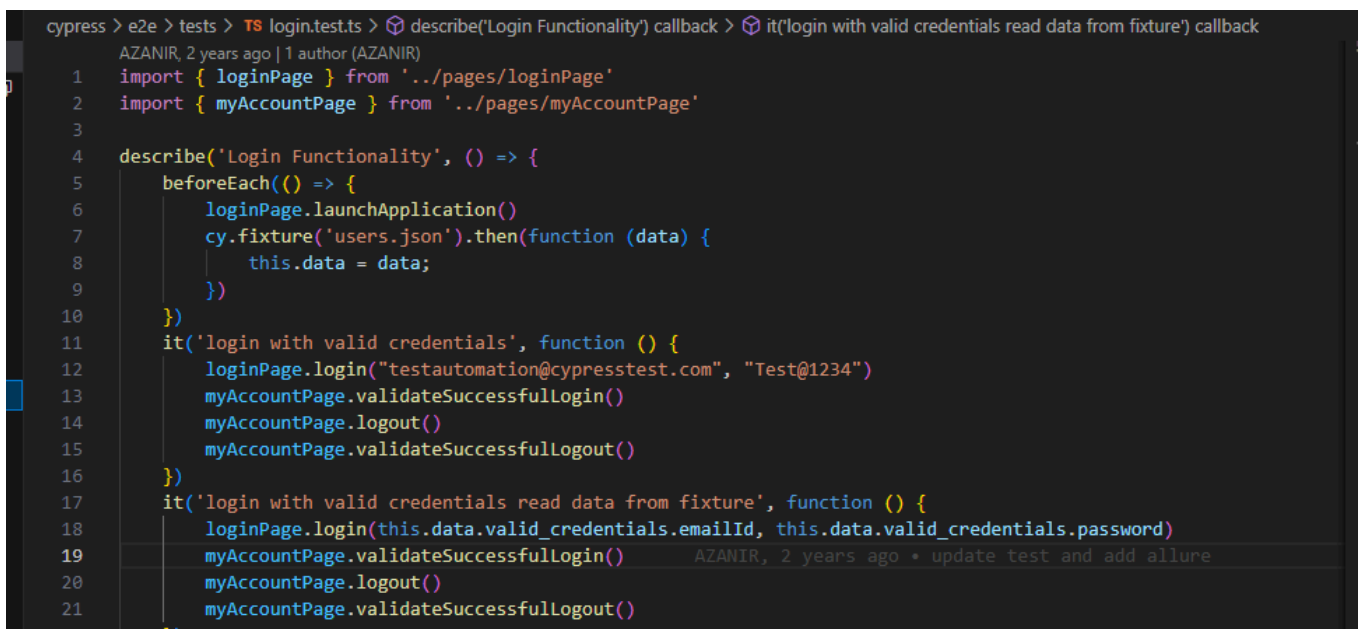 cypress > e2e > tests > TS login.test.ts > describe('Login Functionality') callback > it('login with valid credentials read data from fixture') callback
AZANIR, 2 years ago | 1 author (AZANIR)
1 import { loginPage } from '../pages/loginPage'
2 import { myAccountPage } from '../pages/myAccountPage'
3
4 describe('Login Functionality', () => {
5     beforeEach(() => {
6         loginPage.launchApplication()
7         cy.fixture('users.json').then(function (data) {
8             this.data = data;
9         })
10     })
11     it('login with valid credentials', function () {
12         loginPage.login("testautomation@cypresstest.com", "Test@1234")
13         myAccountPage.validateSuccessfulLogin()
14         myAccountPage.logout()
15         myAccountPage.validateSuccessfulLogout()
16     })
17     it('login with valid credentials read data from fixture', function () {
18         loginPage.login(this.data.valid_credentials.emailId, this.data.valid_credentials.password)
19         myAccountPage.validateSuccessfulLogin()     AZANIR, 2 years ago • update test and add allure
20         myAccountPage.logout()
21         myAccountPage.validateSuccessfulLogout()